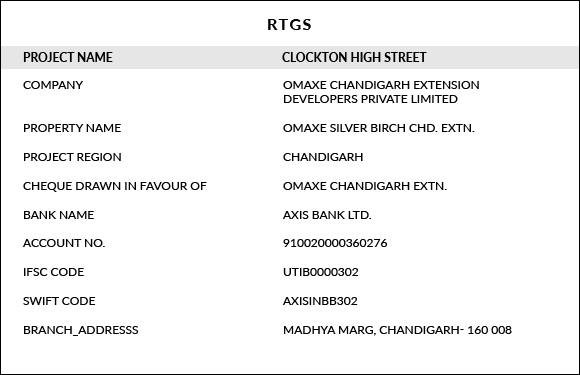 RTGS
PROJECT NAME CLOCKTON HIGH STREET
COMPANY OMAXE CHANDIGARH EXTENSION
DEVELOPERS PRIVATE LIMITED
PROPERTY NAME OMAXE SILVER BIRCH CHD. EXTN.
PROJECT REGION CHANDIGARH
CHEQUE DRAWN IN FAVOUR OF OMAXE CHANDIGARH EXTN.
BANK NAME AXIS BANK LTD.
ACCOUNT NO. 910020000360276
IFSC CODE UTIB0000302
SWIFT CODE AXISINBB302
BRANCH_ADDRESSS MADHYA MARG, CHANDIGARH- 160 008